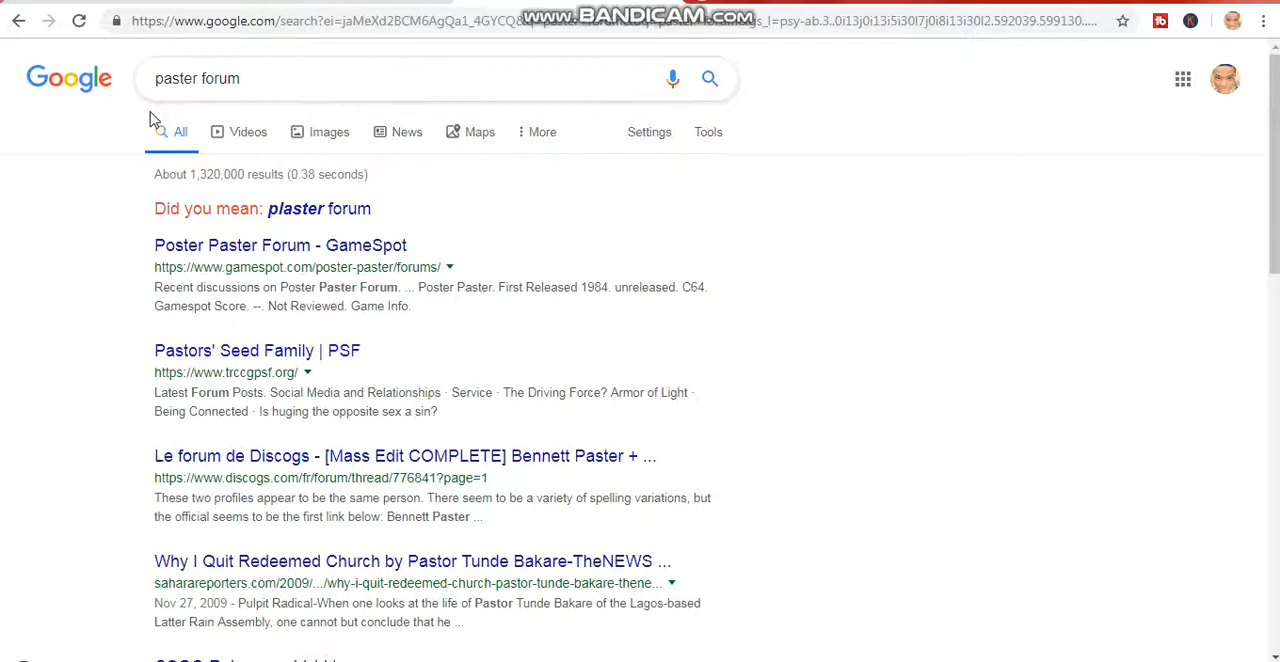 https://www.google.com/search?ei=jaMeXd2BCM6AgQa1_4GYCQ&
www.BANDICAM.com
Google
paster forum
All
Videos
Images
News
Maps
More
Settings
Tools
About 1,320,000 results (0.38 seconds)
Did you mean: plaster forum
Poster Paster Forum - GameSpot
https://www.gamespot.com/poster-paster/forums/
Recent discussions on Poster Paster Forum. ... Poster Paster. First Released 1984. unreleased. C64.
Gamespot Score. --. Not Reviewed. Game Info.
Pastors' Seed Family | PSF
https://www.trccgpsf.org/
Latest Forum Posts. Social Media and Relationships · Service · The Driving Force? Armor of Light ·
Being Connected · Is huging the opposite sex a sin?
Le forum de Discogs - [Mass Edit COMPLETE] Bennett Paster + ...
https://www.discogs.com/fr/forum/thread/776841?page=1
These two profiles appear to be the same person. There seem to be a variety of spelling variations, but
the official seems to be the first link below: Bennett Paster ...
Why I Quit Redeemed Church by Pastor Tunde Bakare-TheNEWS ...
saharareporters.com/2009/.../why-i-quit-redeemed-church-pastor-tunde-bakare-thene...
Nov 27, 2009 - Pulpit Radical-When one looks at the life of Pastor Tunde Bakare of the Lagos-based
Latter Rain Assembly, one cannot but conclude that he ...